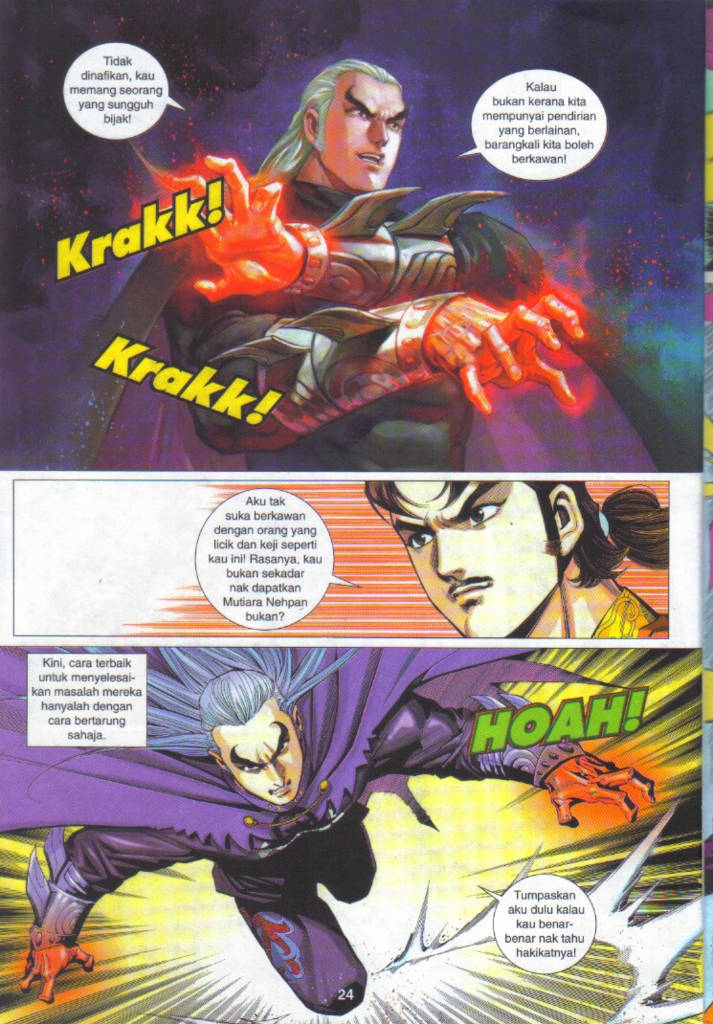 Tidak
dinafikan, kau
memang seorang
yang sungguh
bijak!
Kalau
bukan kerana kita
mempunyai pendirian
yang berlainan,
barangkali kita boleh
berkawan!
Krakk!
Krakk!
Aku tak
suka berkawan
dengan orang yang
licik dan keji seperti
kau ini! Rasanya, kau
bukan sekadar
nak dapatkan
Mutiara Nehpan
bukan?
Kini, cara terbaik
untuk menyelesai-
kan masalah mereka
hanyalah dengan
cara bertarung
sahaja.
HOAH!
Tumpaskan
aku dulu kalau
kau benar-
benar nak tahu
hakikatnya!
24